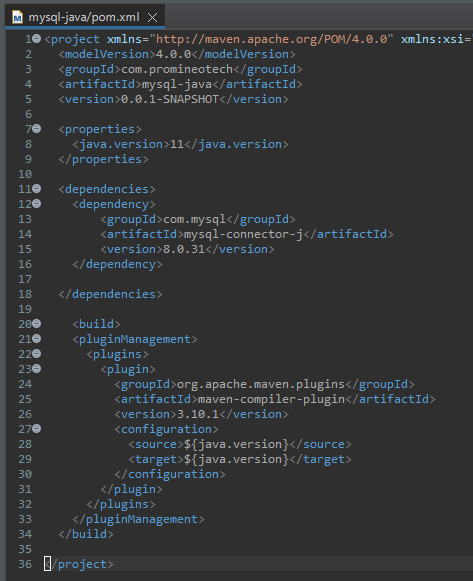 mysql-java/pom.xml
1 <project xmlns="http://maven.apache.org/POM/4.0.0" xmlns:xsi=
2 <modelVersion>4.0.0</modelVersion>
3 <groupId>com.promineotech</groupId>
4 <artifactId>mysql-java</artifactId>
5 <version>0.0.1-SNAPSHOT</version>
6
7 <properties>
8 <java.version>11</java.version>
9 </properties>
10
11 <dependencies>
12 <dependency>
13 <groupId>com.mysql</groupId>
14 <artifactId>mysql-connector-j</artifactId>
15 <version>8.0.31</version>
16 </dependency>
17
18 </dependencies>
19
20 <build>
21 <pluginManagement>
22 <plugins>
23 <plugin>
24 <groupId>org.apache.maven.plugins</groupId>
25 <artifactId>maven-compiler-plugin</artifactId>
26 <version>3.10.1</version>
27 <configuration>
28 <source>${java.version}</source>
29 <target>${java.version}</target>
30 </configuration>
31 </plugin>
32 </plugins>
33 </pluginManagement>
34 </build>
35
36 </project>